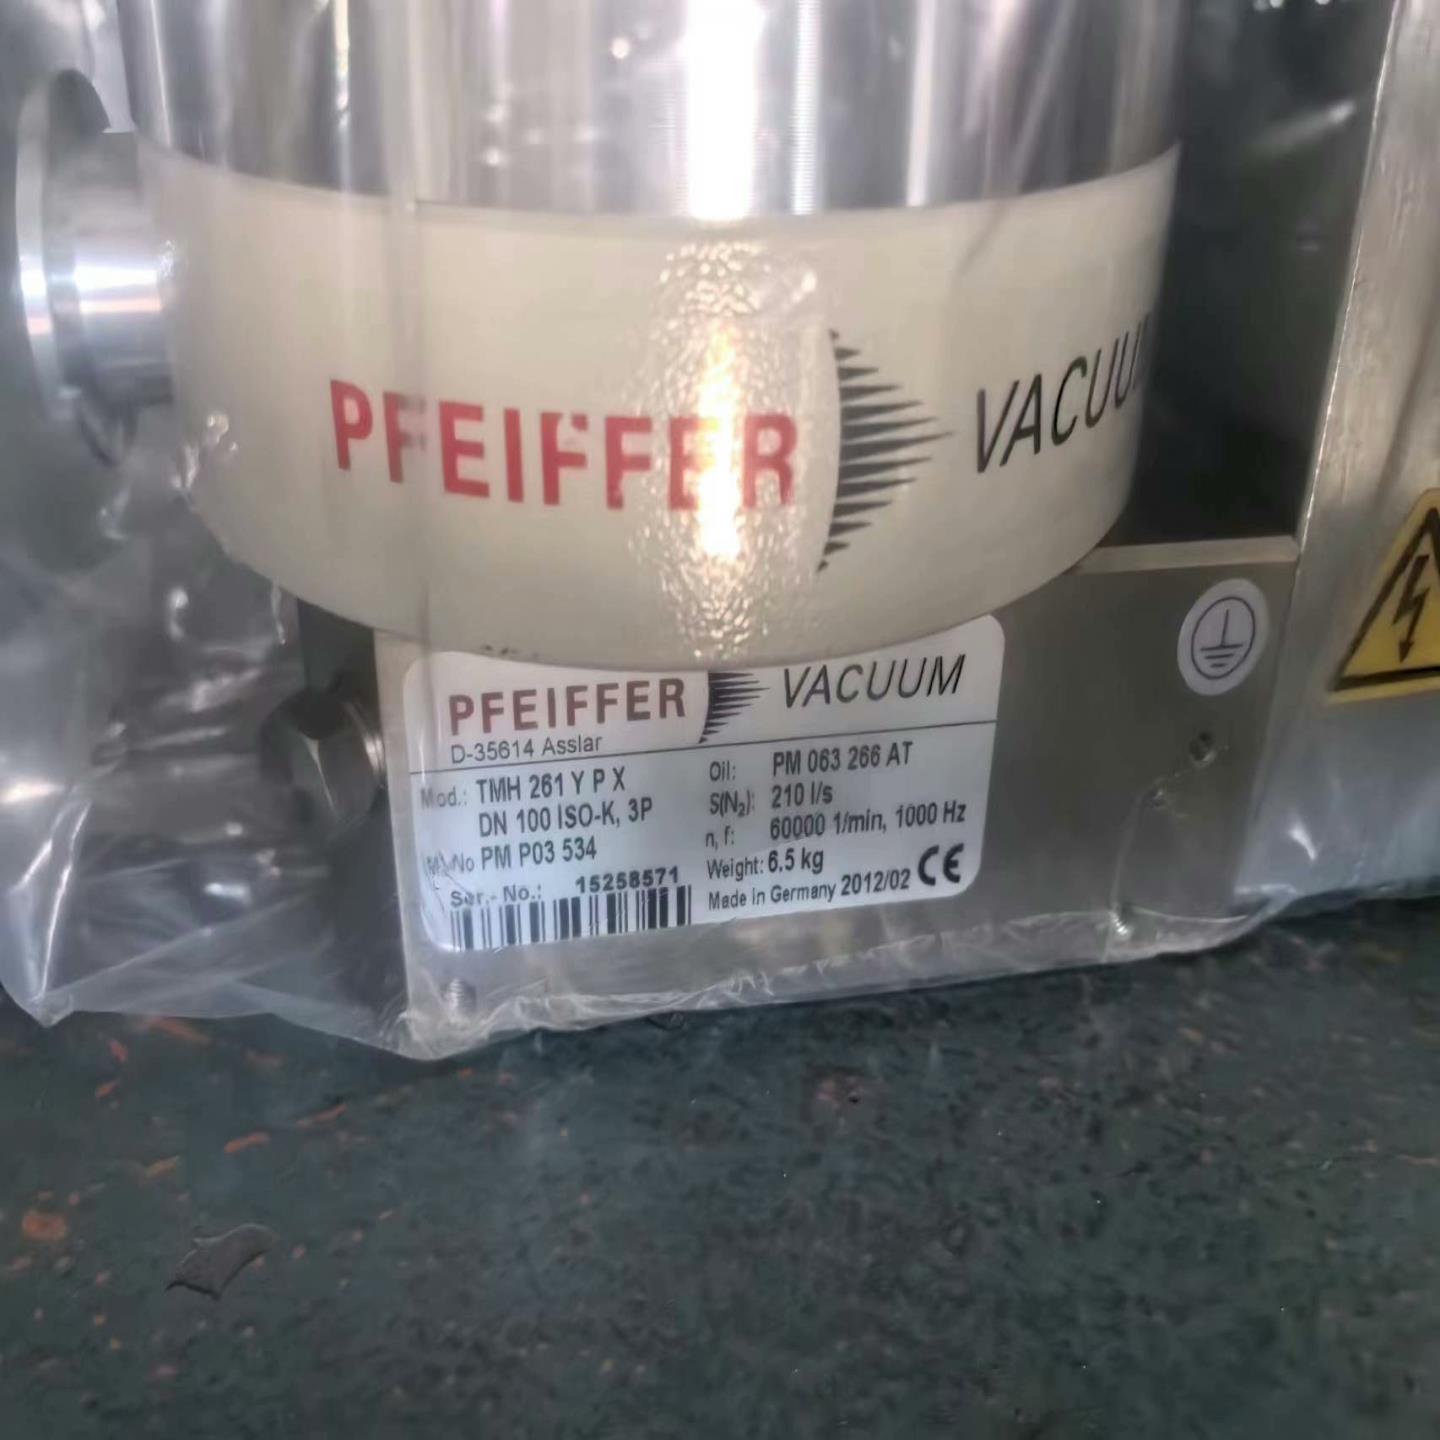 PFEIFFER VACUUM
PFEIFFER VACUUM
D-35614 Asslar
Mod.: TMH 261 Y P X
DN 100 ISO-K, 3P
No PM P03 534
Ser.- No.: 15258571
Oil: PM 063 266 AT
S(N₂): 210 l/s
n, f: 60000 1/min, 1000 Hz
Weight: 6.5 kg
Made in Germany 2012/02 CE